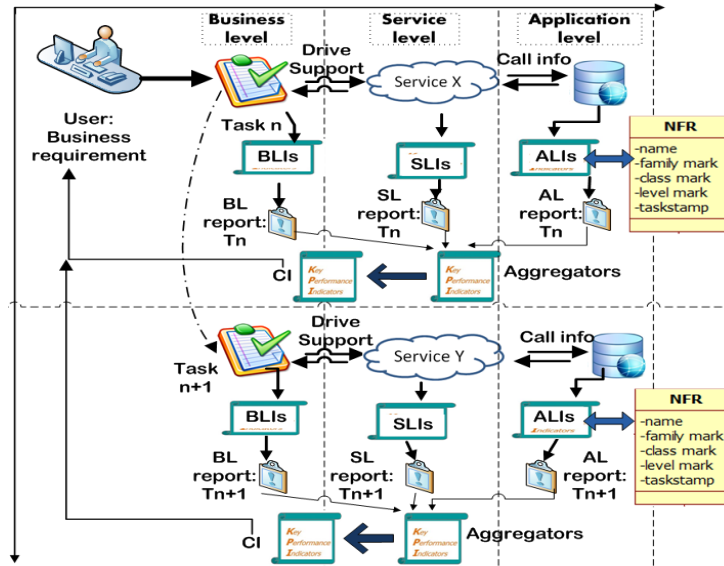 Business
level
Service
level
Application
level
Drive
Support
Service X
Call info
User:
Business
requirement
Task n
BLIs
SLIs
ALIs
Indicators
NFR
-name
-family mark
-class mark
-level mark
-taskstamp
BL
report:
Tn
SL
report:
Tn
AL
report:
Tn
CI
Key
Performance
Indicators
Key
Performance
Indicators
Aggregators
Drive
Support
Service Y
Call info
Task
n+1
BLIs
Indicators
SLIs
ALIs
Indicators
NFR
-name
-family mark
-class mark
-level mark
-taskstamp
BL
report:
Tn+1
SL
report:
Tn+1
AL
report:
Tn+1
CI
Key
Performance
Indicators
Key
Performance
Indicators
Aggregators